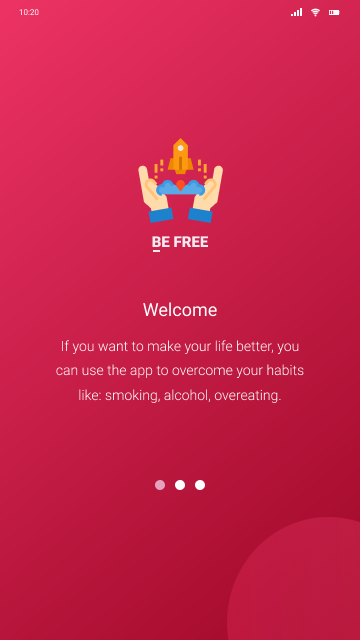 10:20
BE FREE
Welcome
If you want to make your life better, you
can use the app to overcome your habits
like: smoking, alcohol, overeating.